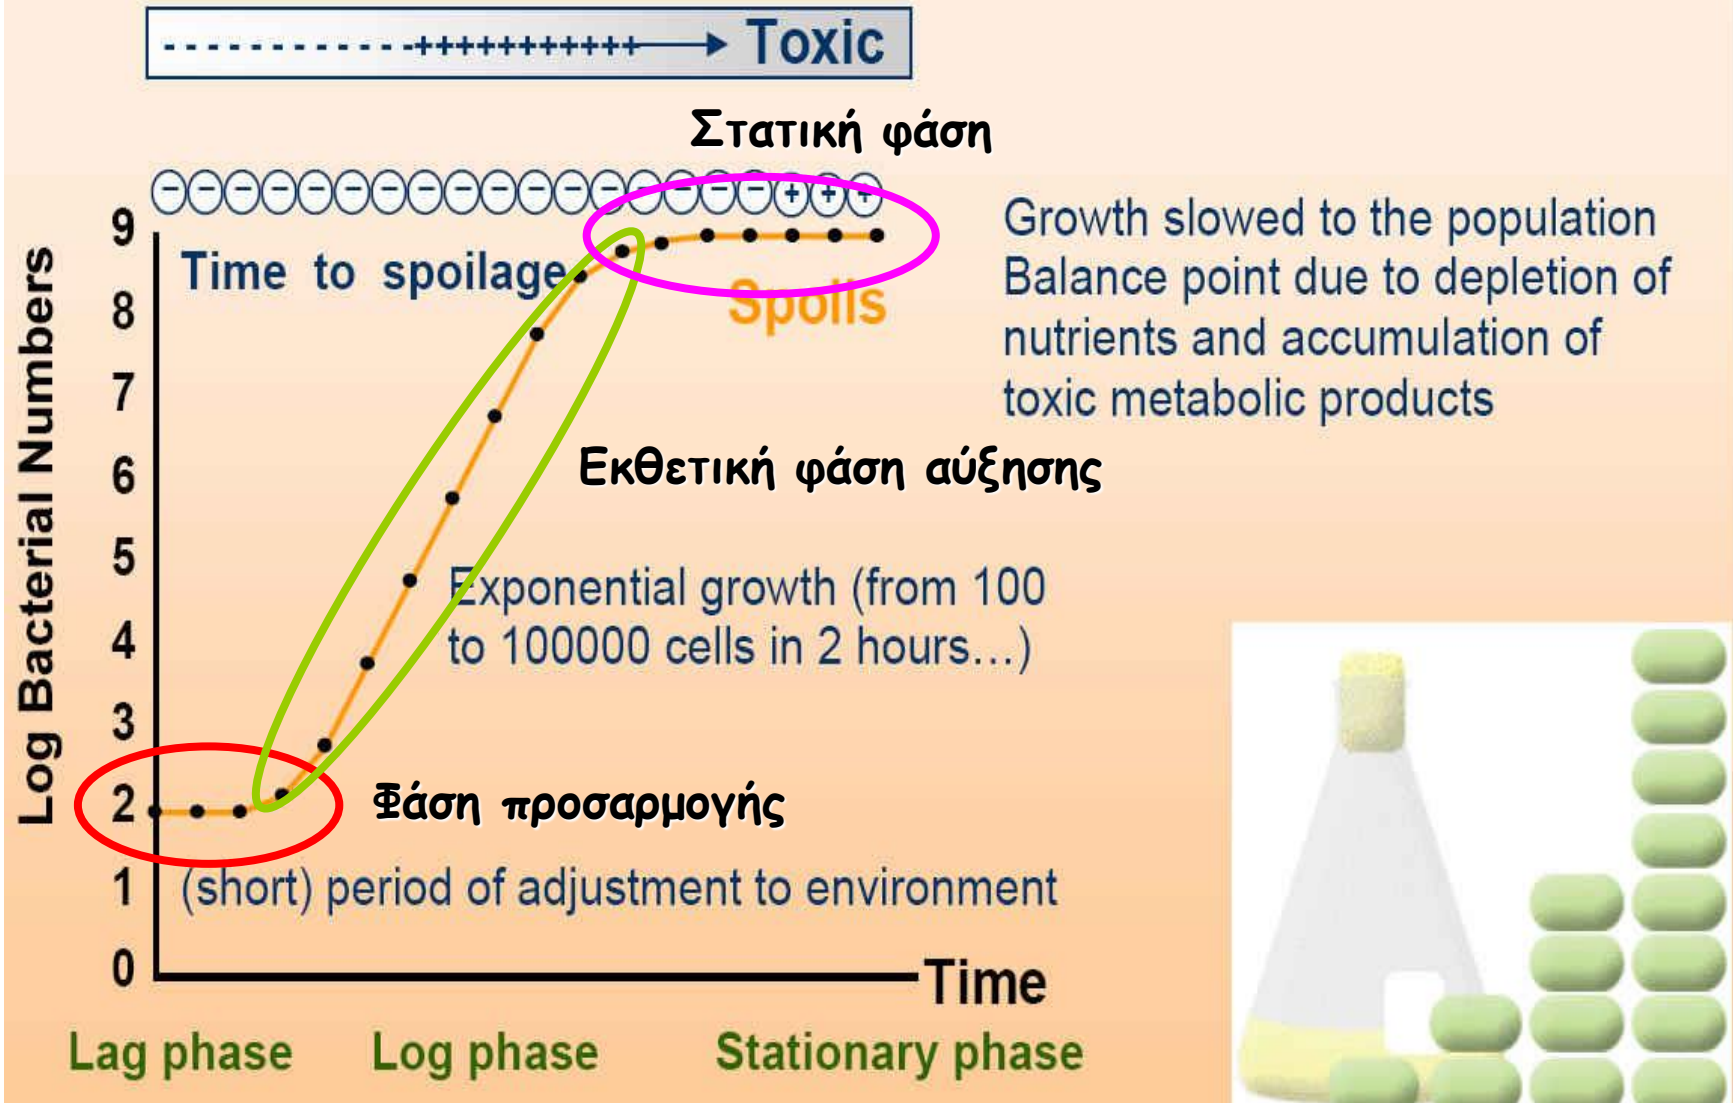 - - - - - - - - - - - -+++++++++++ Toxic
Στατική φάση
− − − − − − − − − − − − − − − − − + + +
9
Time to spoilage
Spoils
Growth slowed to the population
Balance point due to depletion of
nutrients and accumulation of
toxic metabolic products
8
7
6
5
4
3
2
1
0
Log Bacterial Numbers
Εκθετική φάση αύξησης
Exponential growth (from 100
to 100000 cells in 2 hours...)
Φάση προσαρμογής
(short) period of adjustment to environment
Time
Lag phase Log phase Stationary phase